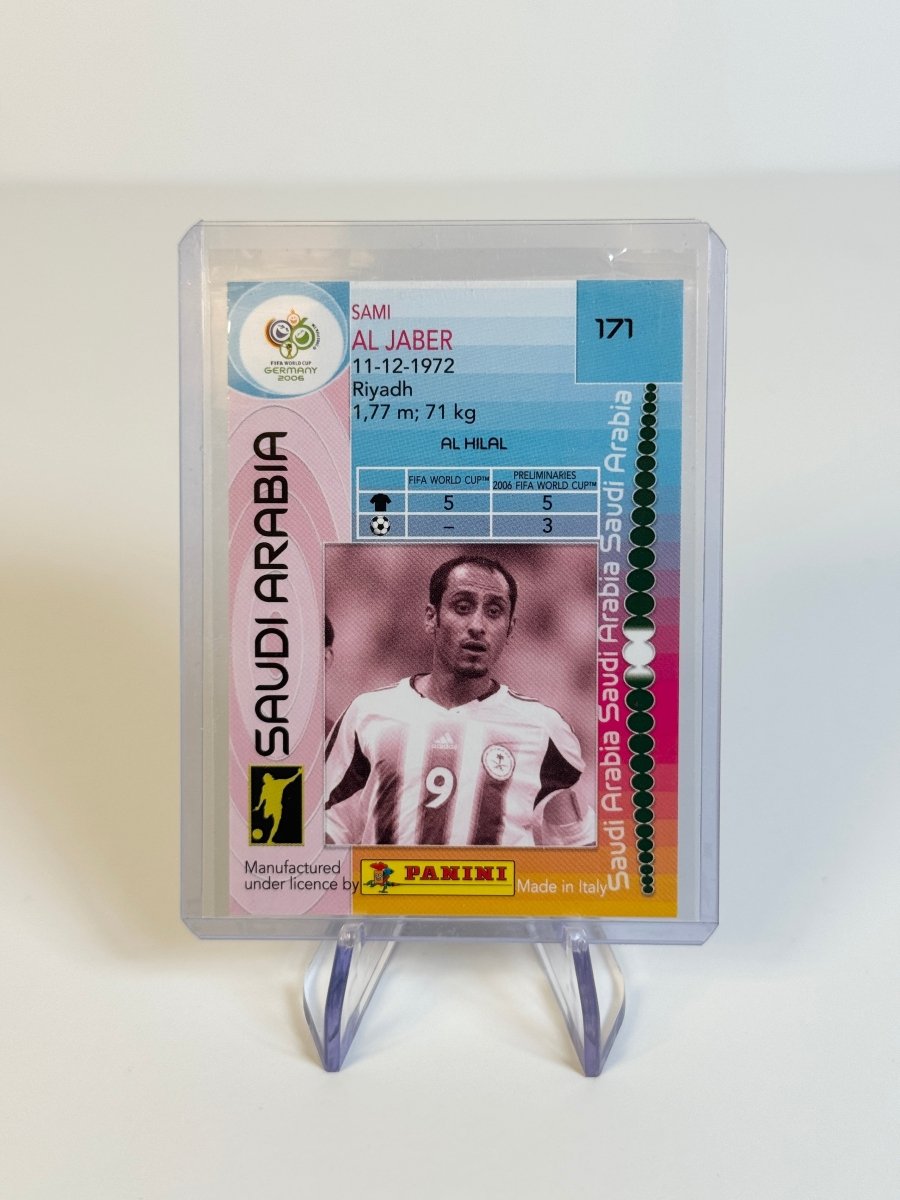 FIFA WORLD CUP
GERMANY
2006
SAMI
AL JABER
11-12-1972
Riyadh
1,77 m; 71 kg
171
AL HILAL
FIFA WORLD CUP™
PRELIMINARIES
2006 FIFA WORLD CUP™
5 5
– 3
SAUDI ARABIA
Saudi Arabia Saudi Arabia Saudi Arabia
adidas
9
Manufactured
under licence by
PANINI
Made in Italy